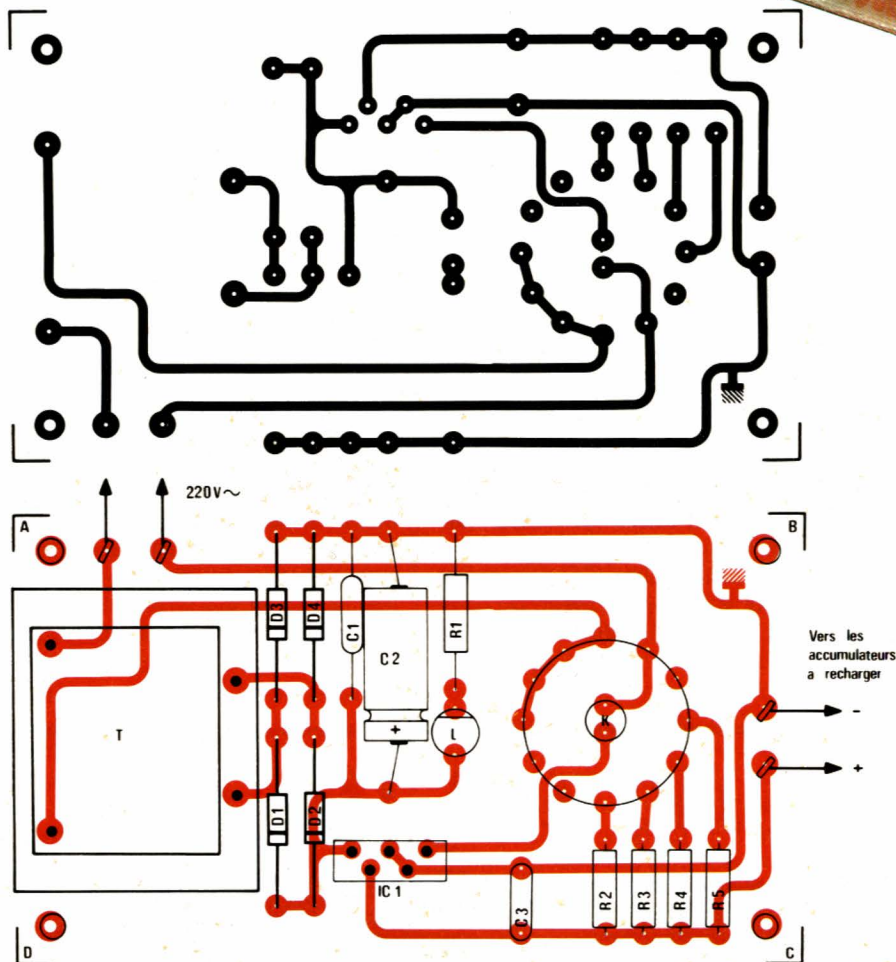 220V~
A
B
D3
D4
C1
C2
R1
Vers les
accumulateurs
a recharger
T
+
L
K
-
+
D1
D2
IC 1
C3
R2
R3
R4
R5
D
C